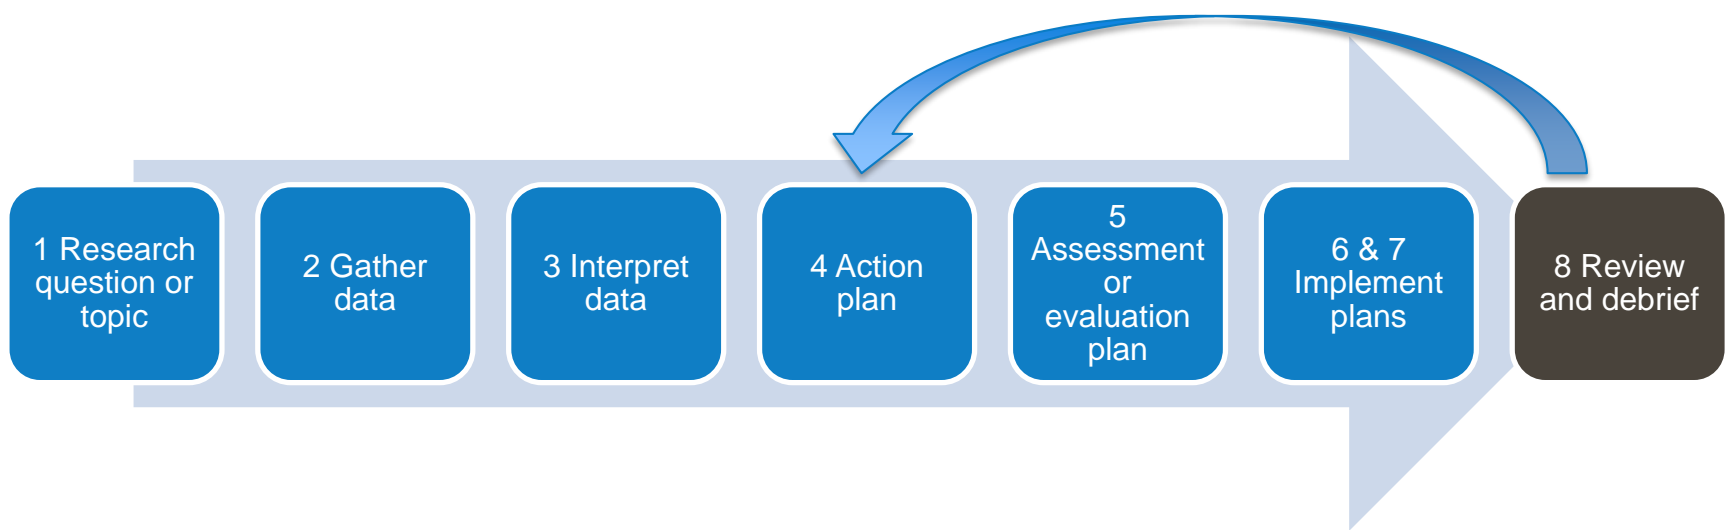 1 Research
question or
topic
2 Gather
data
3 Interpret
data
4 Action
plan
5
Assessment
or
evaluation
plan
6 & 7
Implement
plans
8 Review
and debrief